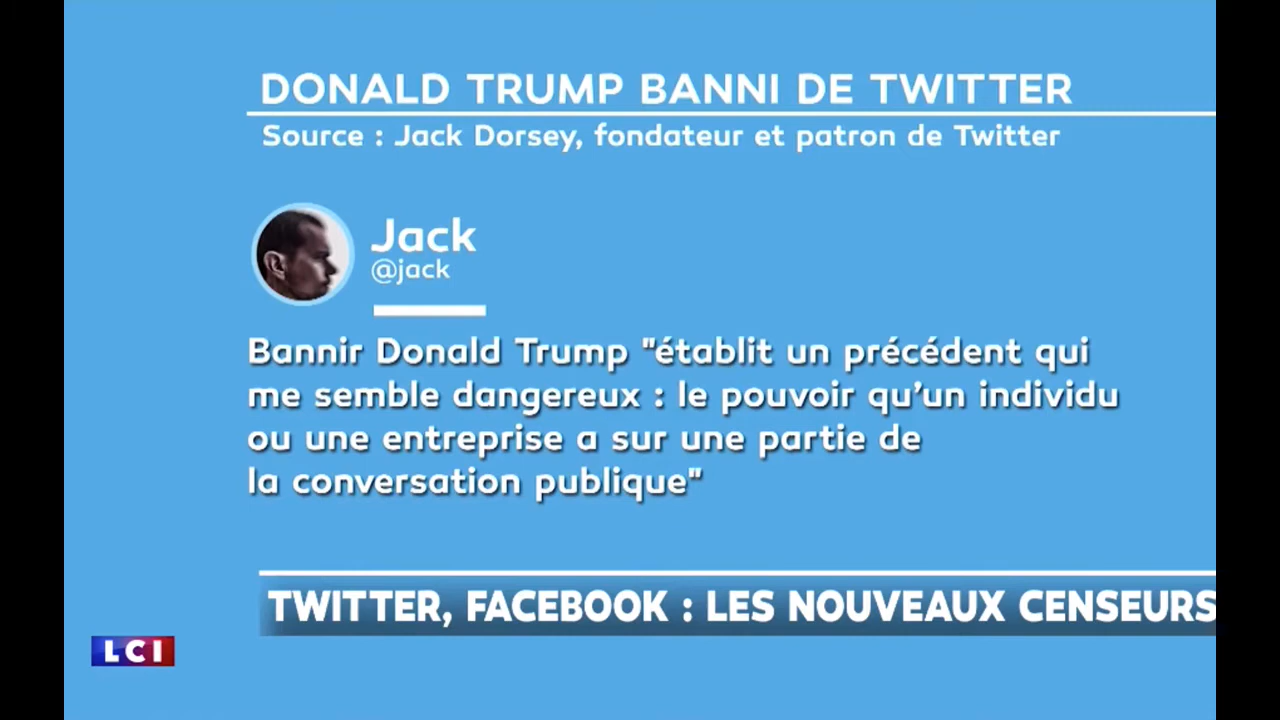 DONALD TRUMP BANNI DE TWITTER
Source : Jack Dorsey, fondateur et patron de Twitter
Jack
@jack
Bannir Donald Trump "établit un précédent qui
me semble dangereux : le pouvoir qu’un individu
ou une entreprise a sur une partie de
la conversation publique"
TWITTER, FACEBOOK : LES NOUVEAUX CENSEURS
LCI